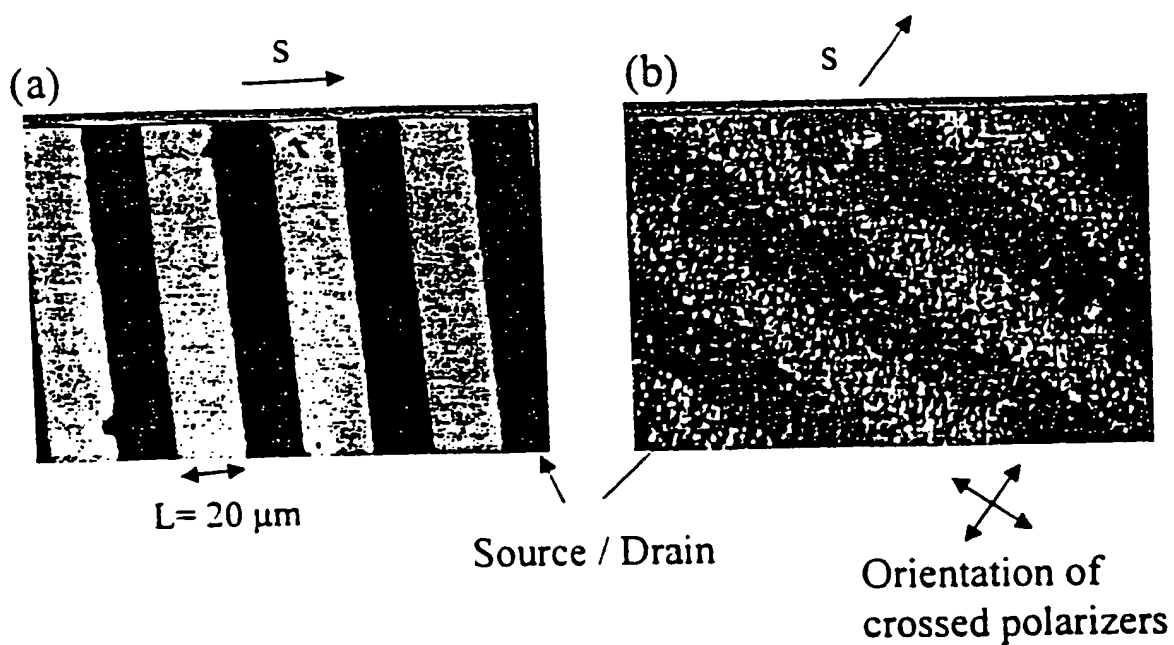 (a)
S
(b)
S
L= 20 μm
Source / Drain
Orientation of
crossed polarizers